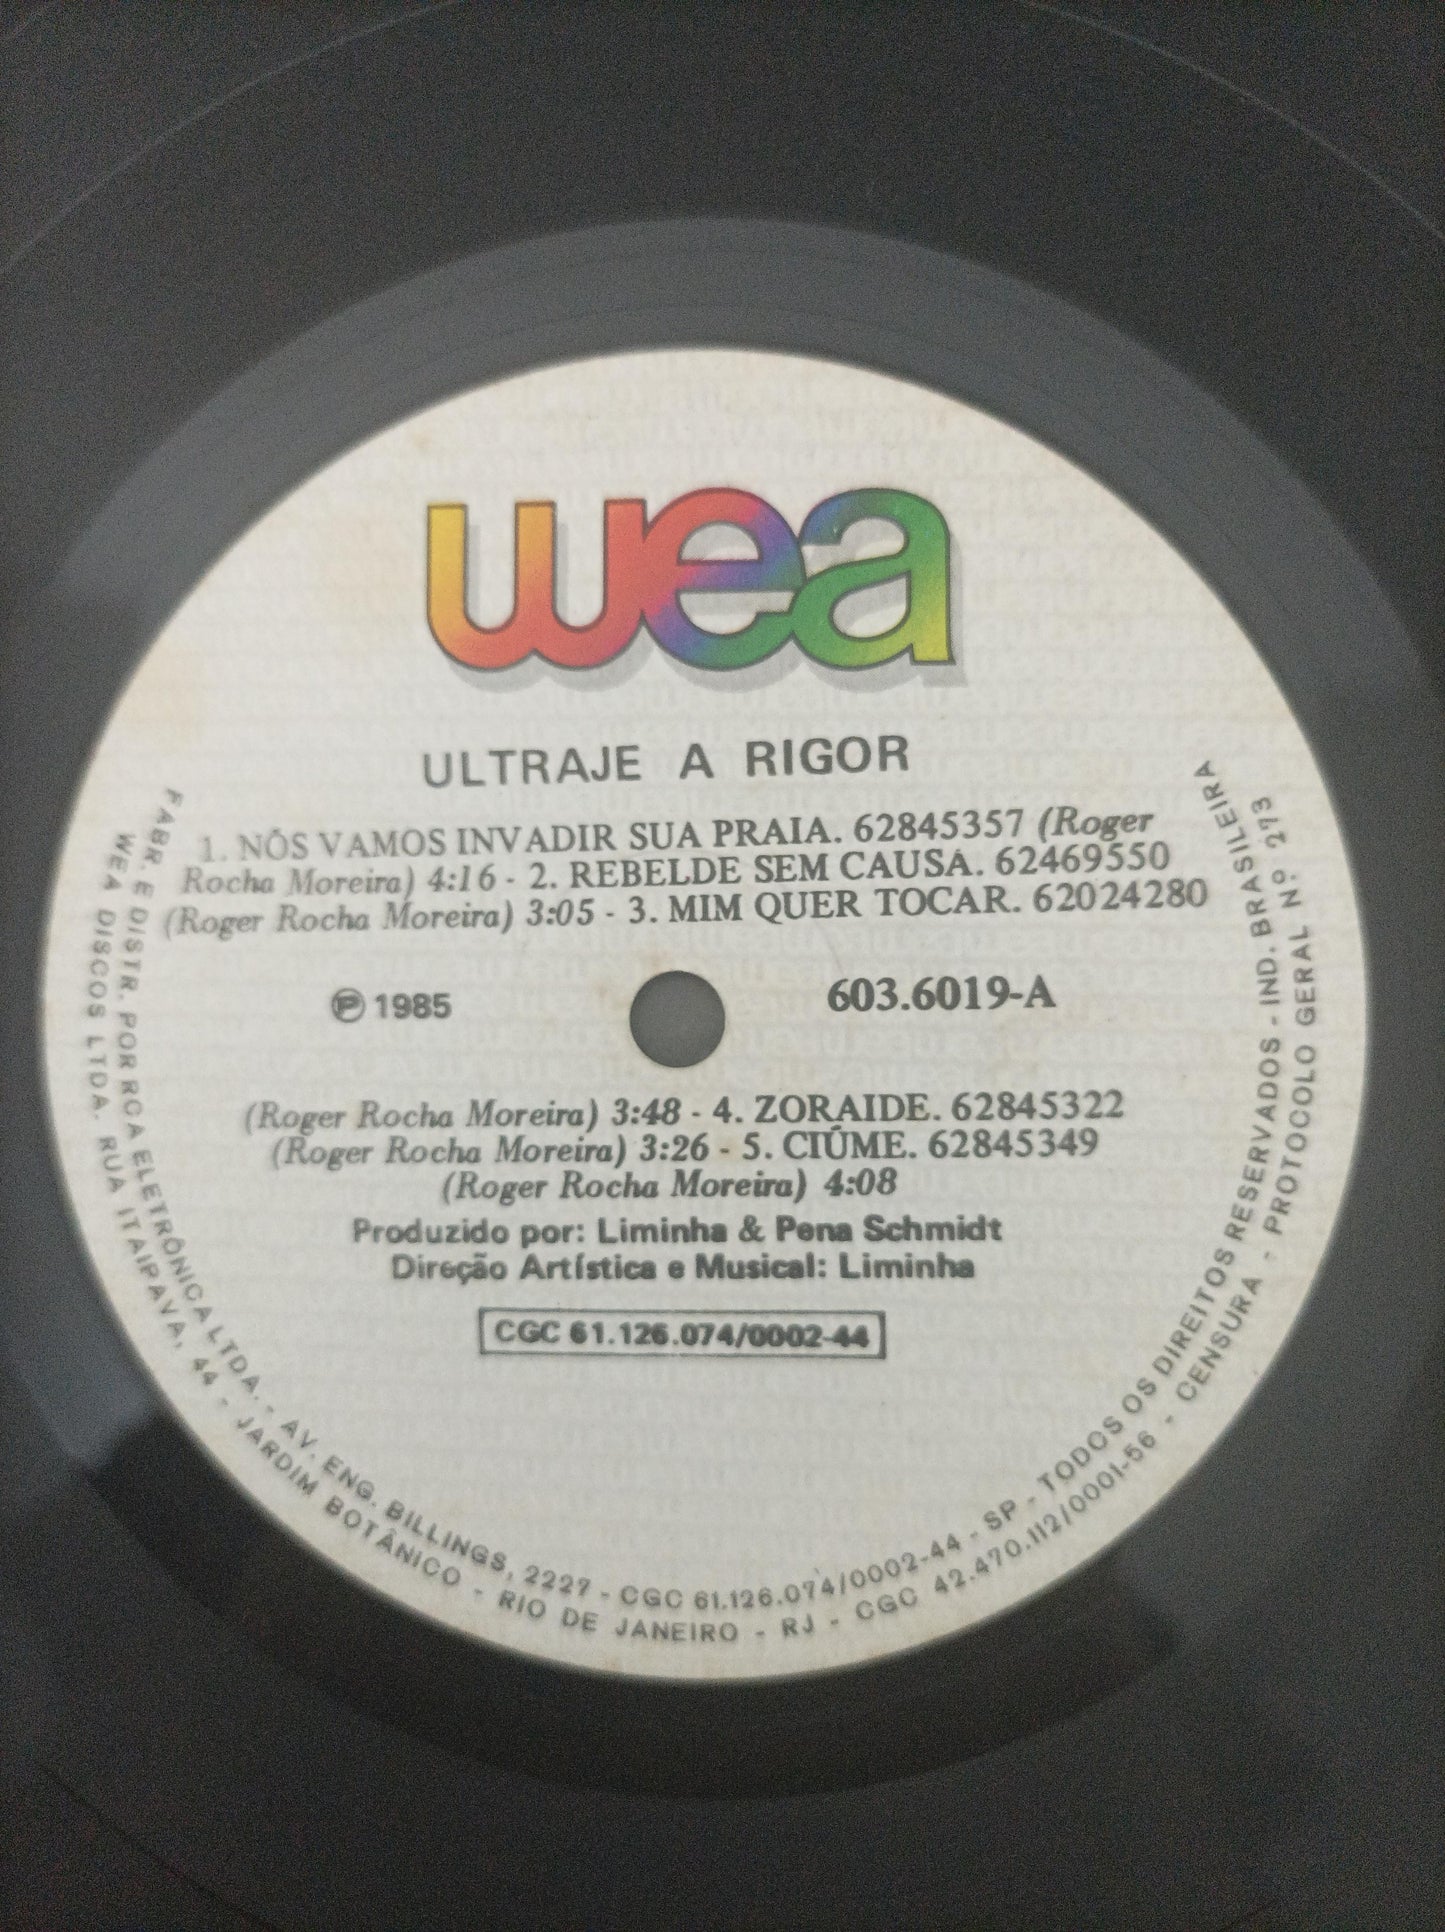 wea
ULTRAJE A RIGOR
1. NÓS VAMOS INVADIR SUA PRAIA. 62845357 (Roger
Rocha Moreira) 4:16 - 2. REBELDE SEM CAUSA. 62469550
(Roger Rocha Moreira) 3:05 - 3. MIM QUER TOCAR. 62024280
℗ 1985
603.6019-A
(Roger Rocha Moreira) 3:48 - 4. ZORAIDE. 62845322
(Roger Rocha Moreira) 3:26 - 5. CIÚME. 62845349
(Roger Rocha Moreira) 4:08
Produzido por: Liminha & Pena Schmidt
Direção Artística e Musical: Liminha
CGC 61.126.074/0002-44
FABR. E DISTR. POR RCA ELETRÔNICA LTDA. - AV. ENG. BILLINGS, 2227 - CGC 61.126.074/0002-44 - SP - TODOS OS DIREITOS RESERVADOS - IND. BRASILEIRA
WEA DISCOS LTDA. RUA ITAIPAVA, 44 - JARDIM BOTÂNICO - RIO DE JANEIRO - RJ - CGC 42.470.112/0001-56 - CENSURA - PROTOCOLO GERAL Nº 273